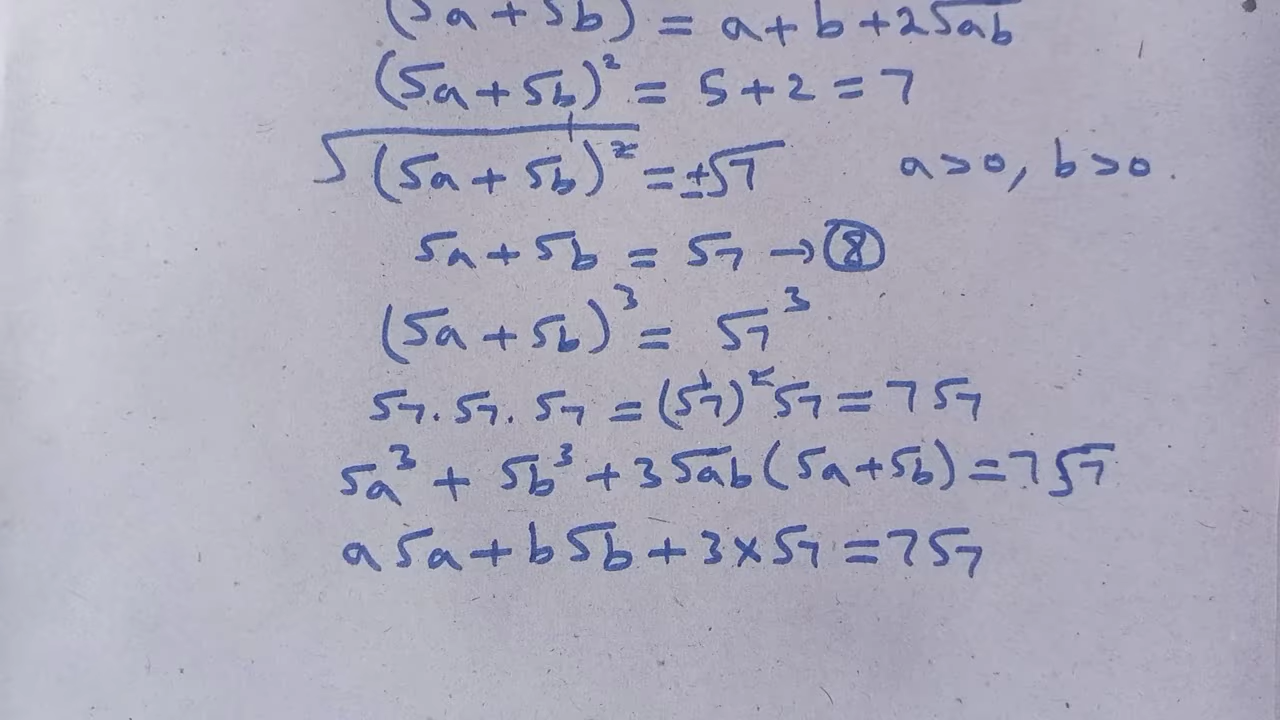 (√a + √b) = a + b + 2√ab
(√a + √b)² = 5 + 2 = 7
√(√a + √b)² = ±√7 a>0, b>0.
√a + √b = √7 → ⑧
(√a + √b)³ = √7³
√7 . √7 . √7 = (√7)² √7 = 7√7
√a³ + √b³ + 3√ab(√a + √b) = 7√7
a√a + b√b + 3×√7 = 7√7